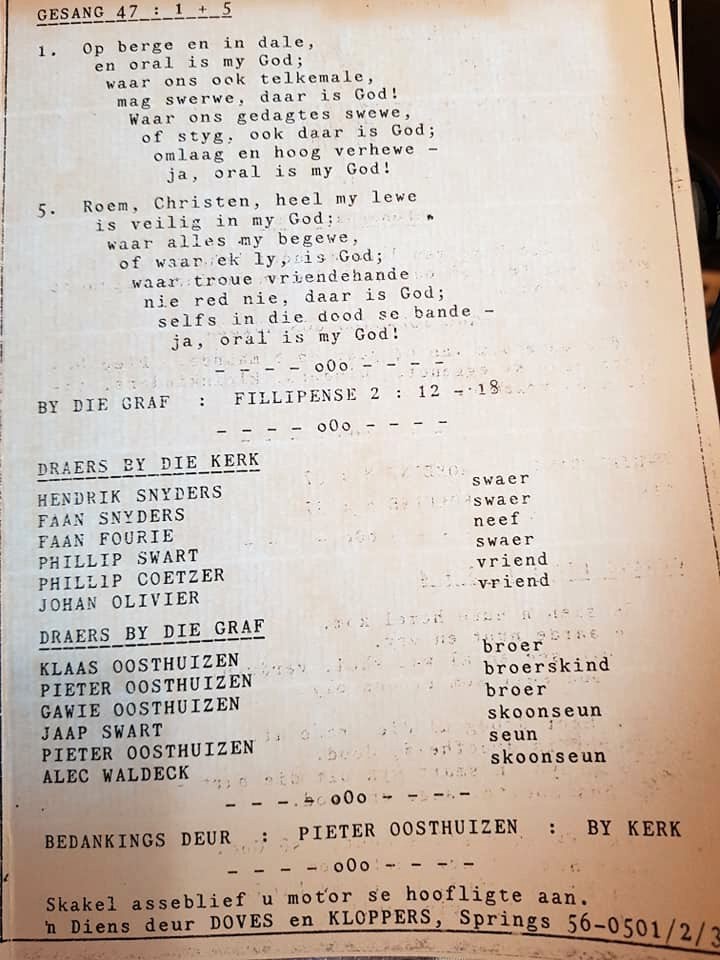 GESANG 47 : 1 + 5
1. Op berge en in dale,
en oral is my God;
waar ons ook telkemale,
mag swerwe, daar is God!
Waar ons gedagtes swewe,
of styg, ook daar is God;
omlaag en hoog verhewe -
ja, oral is my God!
5. Roem, Christen, heel my lewe
is veilig in my God;
waar alles my begewe,
of waar ek ly, is God;
waar troue vriendehande
nie red nie, daar is God;
selfs in die dood se bande -
ja, oral is my God!
- - - - oOo - - - -
BY DIE GRAF : FILLIPENSE 2 : 12 - 18
- - - - oOo - - - -
DRAERS BY DIE KERK
HENDRIK SNYDERS swaer
FAAN SNYDERS swaer
FAAN FOURIE neef
PHILLIP SWART swaer
PHILLIP COETZER vriend
JOHAN OLIVIER vriend
DRAERS BY DIE GRAF
KLAAS OOSTHUIZEN broer
PIETER OOSTHUIZEN broerskind
GAWIE OOSTHUIZEN broer
JAAP SWART skoonseun
PIETER OOSTHUIZEN seun
ALEC WALDECK skoonseun
- - - - oOo - - - -
BEDANKINGS DEUR : PIETER OOSTHUIZEN : BY KERK
- - - - oOo - - - -
Skakel asseblief u motor se hoofligte aan.
'n Diens deur DOVES en KLOPPERS, Springs 56-0501/2/3